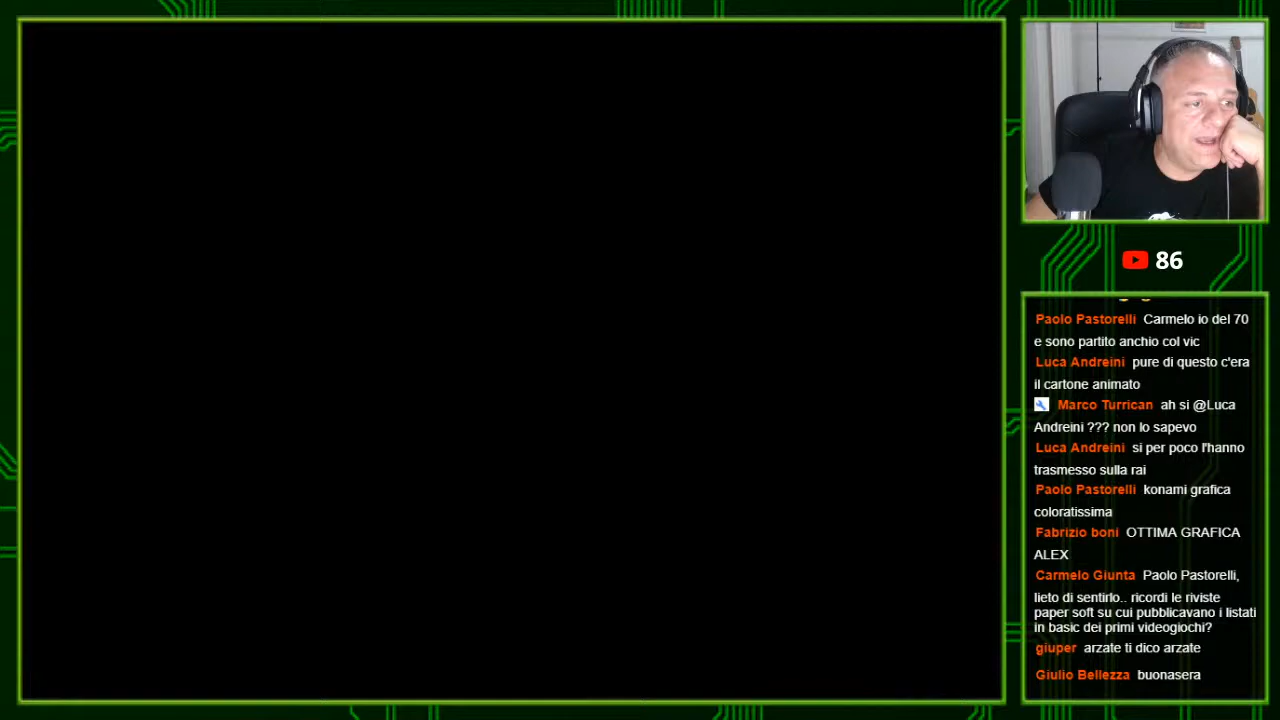 86
Paolo Pastorelli Carmelo io del 70
e sono partito anchio col vic
Luca Andreini pure di questo c'era
il cartone animato
Marco Turrican ah si @Luca
Andreini ??? non lo sapevo
Luca Andreini si per poco l'hanno
trasmesso sulla rai
Paolo Pastorelli konami grafica
coloratissima
Fabrizio boni OTTIMA GRAFICA
ALEX
Carmelo Giunta Paolo Pastorelli,
lieto di sentirlo.. ricordi le riviste
paper soft su cui pubblicavano i listati
in basic dei primi videogiochi?
giuper arzate ti dico arzate
Giulio Bellezza buonasera